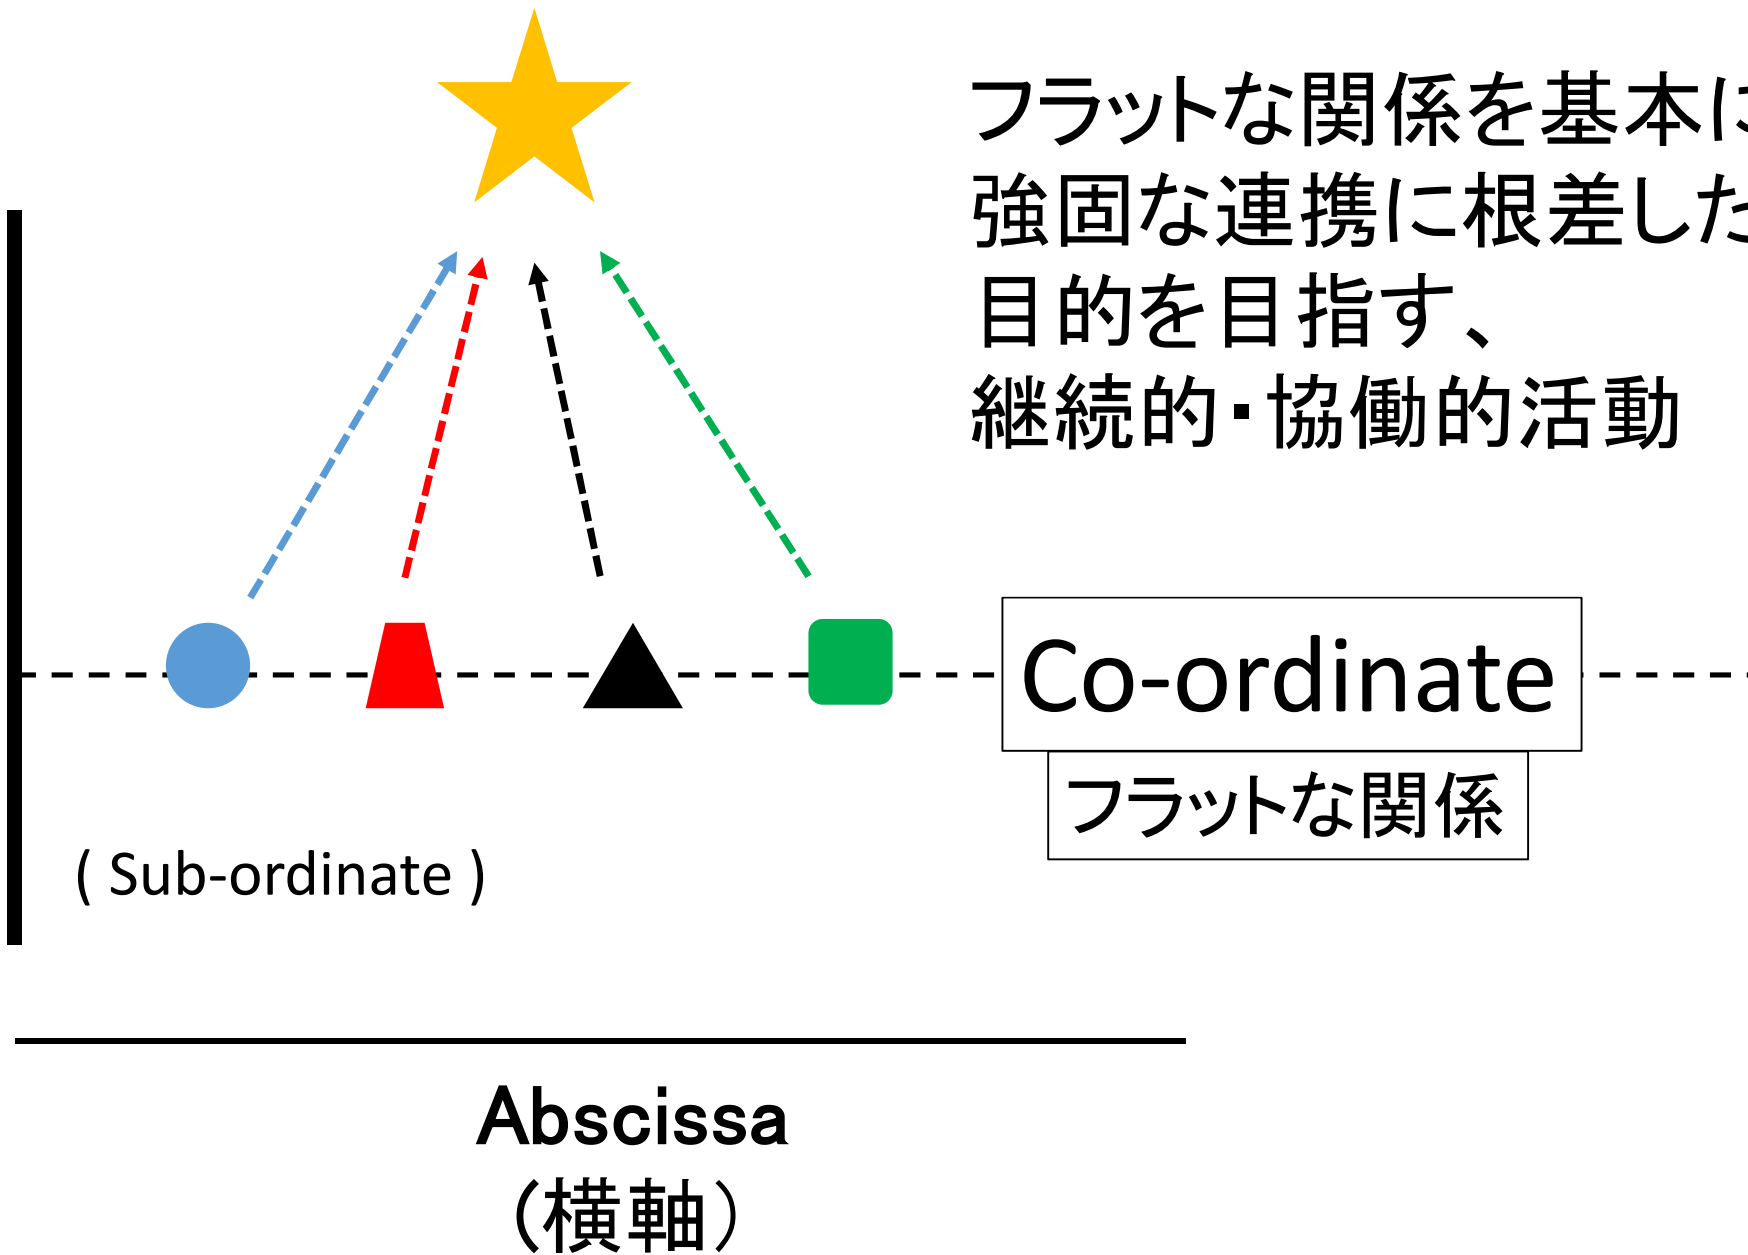 フラットな関係を基本に
強固な連携に根差した
目的を目指す、
継続的・協働的活動
Co-ordinate
フラットな関係
( Sub-ordinate )
Abscissa
（横軸）